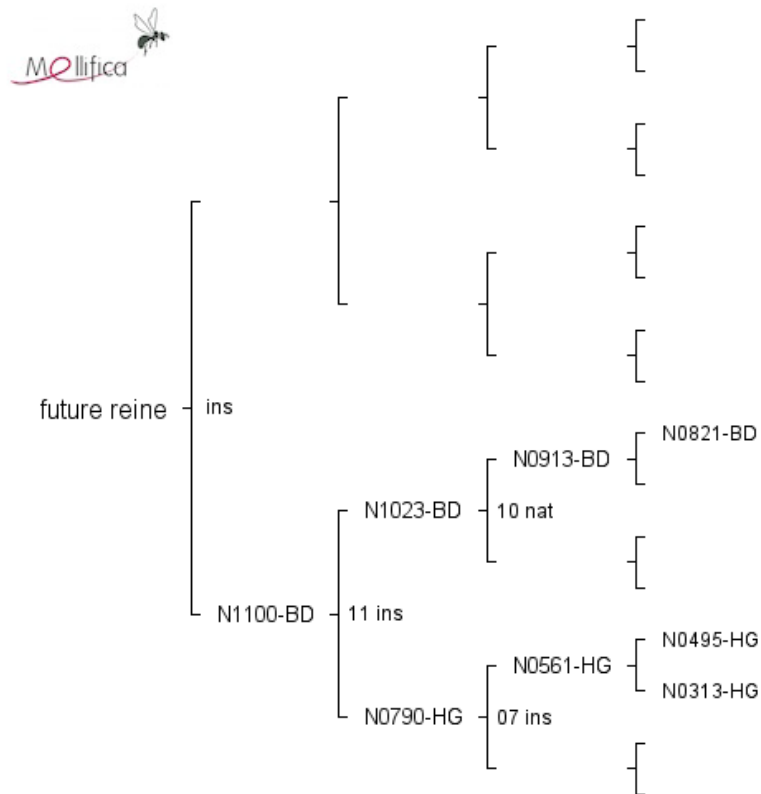 Mellifica
future reine
ins
N0821-BD
N0913-BD
N1023-BD
10 nat
N1100-BD
11 ins
N0495-HG
N0561-HG
N0313-HG
N0790-HG
07 ins